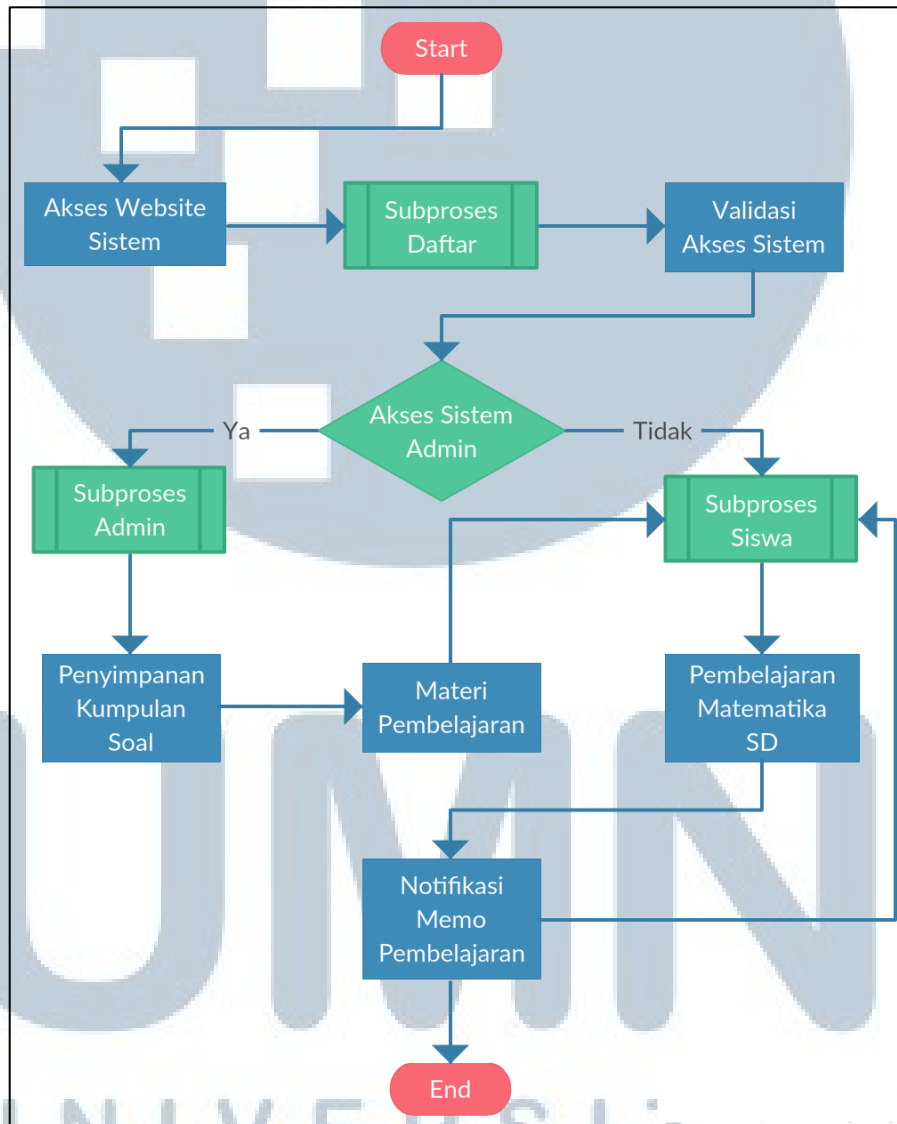 Start
Akses Website
Sistem
Subproses
Daftar
Validasi
Akses Sistem
Akses Sistem
Admin
Ya
Tidak
Subproses
Admin
Subproses
Siswa
Penyimpanan
Kumpulan
Soal
Materi
Pembelajaran
Pembelajaran
Matematika
SD
Notifikasi
Memo
Pembelajaran
End
UMN